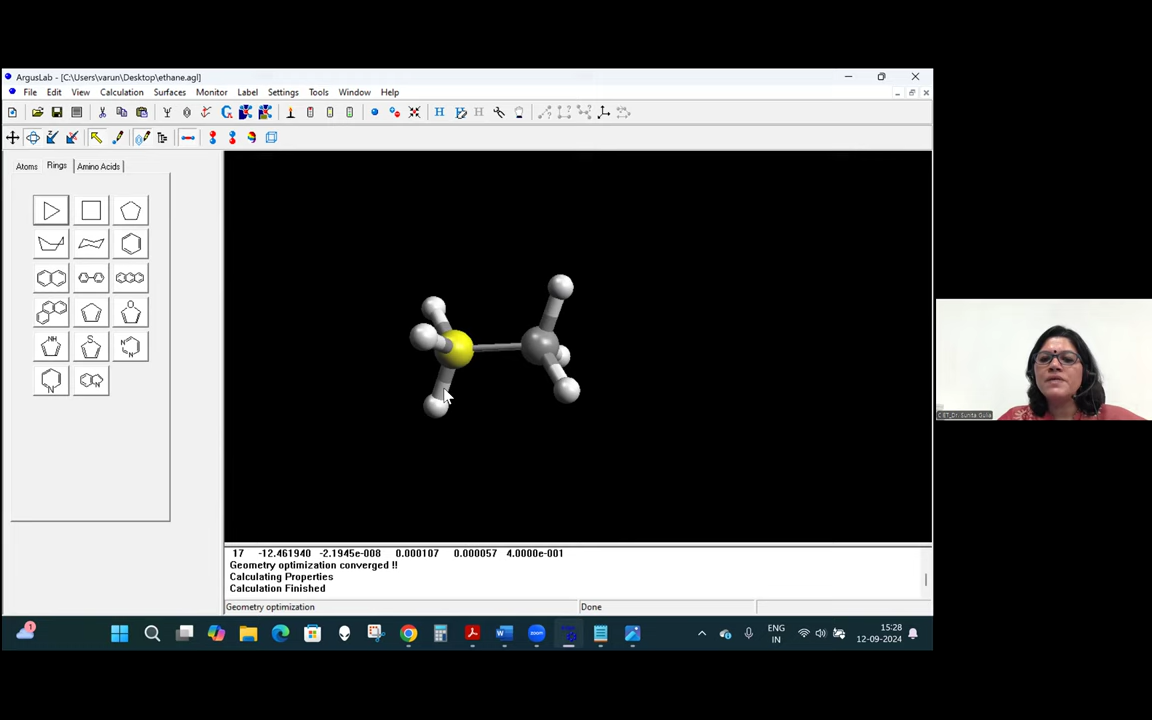 ArgusLab - [C:\Users\varun\Desktop\ethane.agl]
File Edit View Calculation Surfaces Monitor Label Settings Tools Window Help
Atoms Rings Amino Acids
17 -12.461940 -2.1945e-008 0.000107 0.000057 4.0000e-001
Geometry optimization converged !!
Calculating Properties
Calculation Finished
Geometry optimization Done
ENG
IN
15:28
12-09-2024